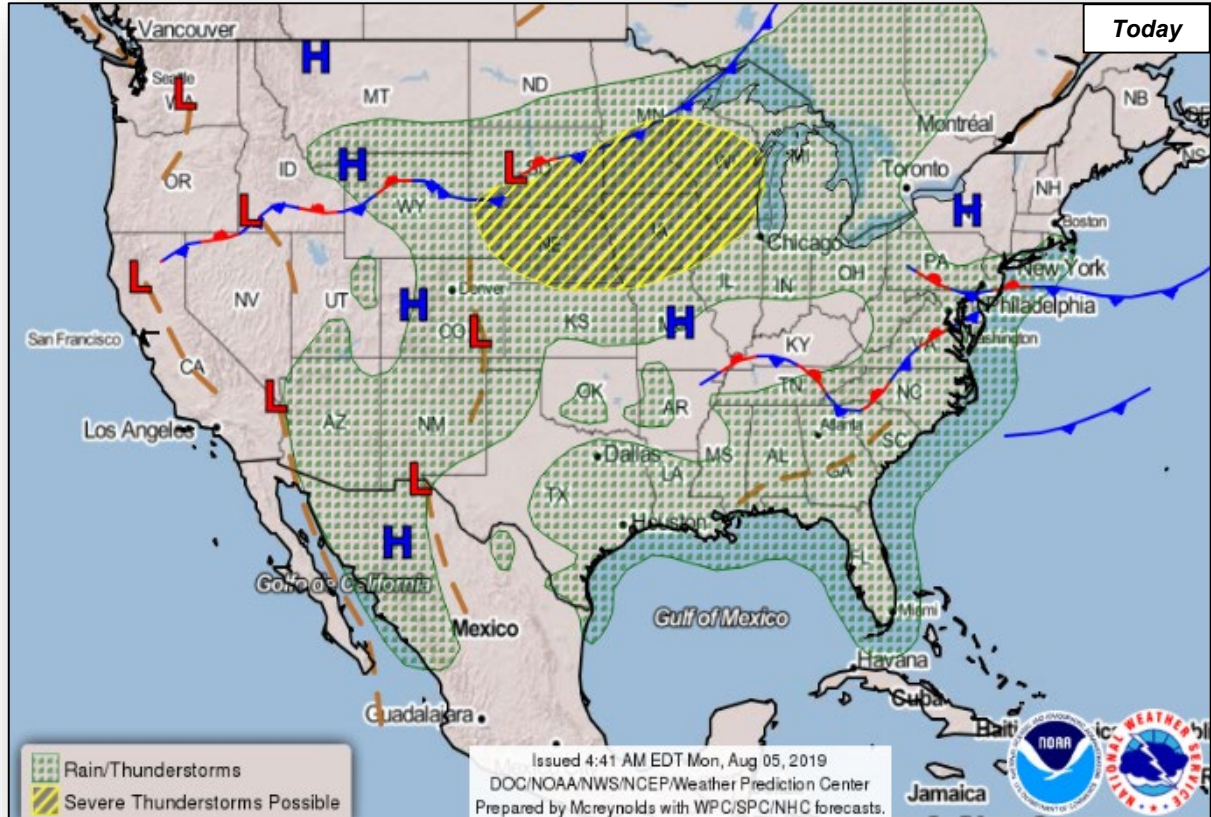 Today
Vancouver
H
Seattle
L
WA
MT
ND
MN
Montréal
NB
NS
OR
ID
H
L
SD
WI
MI
Toronto
NH
L
WY
H
Boston
NE
IA
Chicago
L
NV
UT
H
Denver
CO
L
KS
IL
IN
OH
PA
New York
Philadelphia
Washington
H
San Francisco
CA
KY
VA
L
AZ
NM
OK
AR
TN
NC
Los Angeles
Atlanta
SC
Dallas
MS
AL
GA
L
TX
LA
Houston
H
FL
Golfo de California
Mexico
Gulf of Mexico
Miami
Havana
Cuba
Guadalajara
Jamaica
Rain/Thunderstorms
Severe Thunderstorms Possible
Issued 4:41 AM EDT Mon, Aug 05, 2019
DOC/NOAA/NWS/NCEP/Weather Prediction Center
Prepared by Mcreynolds with WPC/SPC/NHC forecasts.
NOAA
NATIONAL WEATHER SERVICE